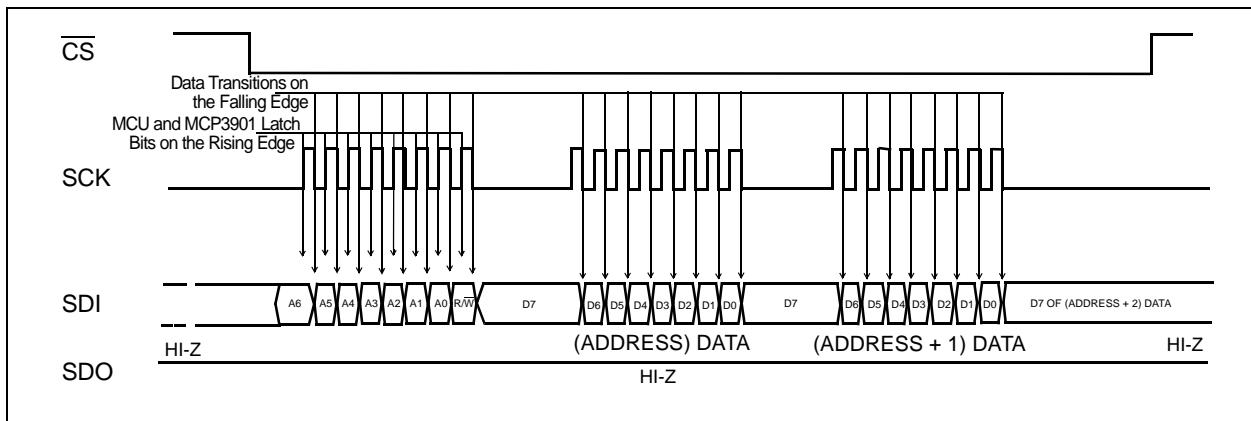 CS
Data Transitions on
the Falling Edge
MCU and MCP3901 Latch
Bits on the Rising Edge
SCK
SDI
A6 A5 A4 A3 A2 A1 A0 R/W D7 D6 D5 D4 D3 D2 D1 D0 D7 D6 D5 D4 D3 D2 D1 D0 D7 OF (ADDRESS + 2) DATA
HI-Z (ADDRESS) DATA (ADDRESS + 1) DATA HI-Z
SDO
HI-Z